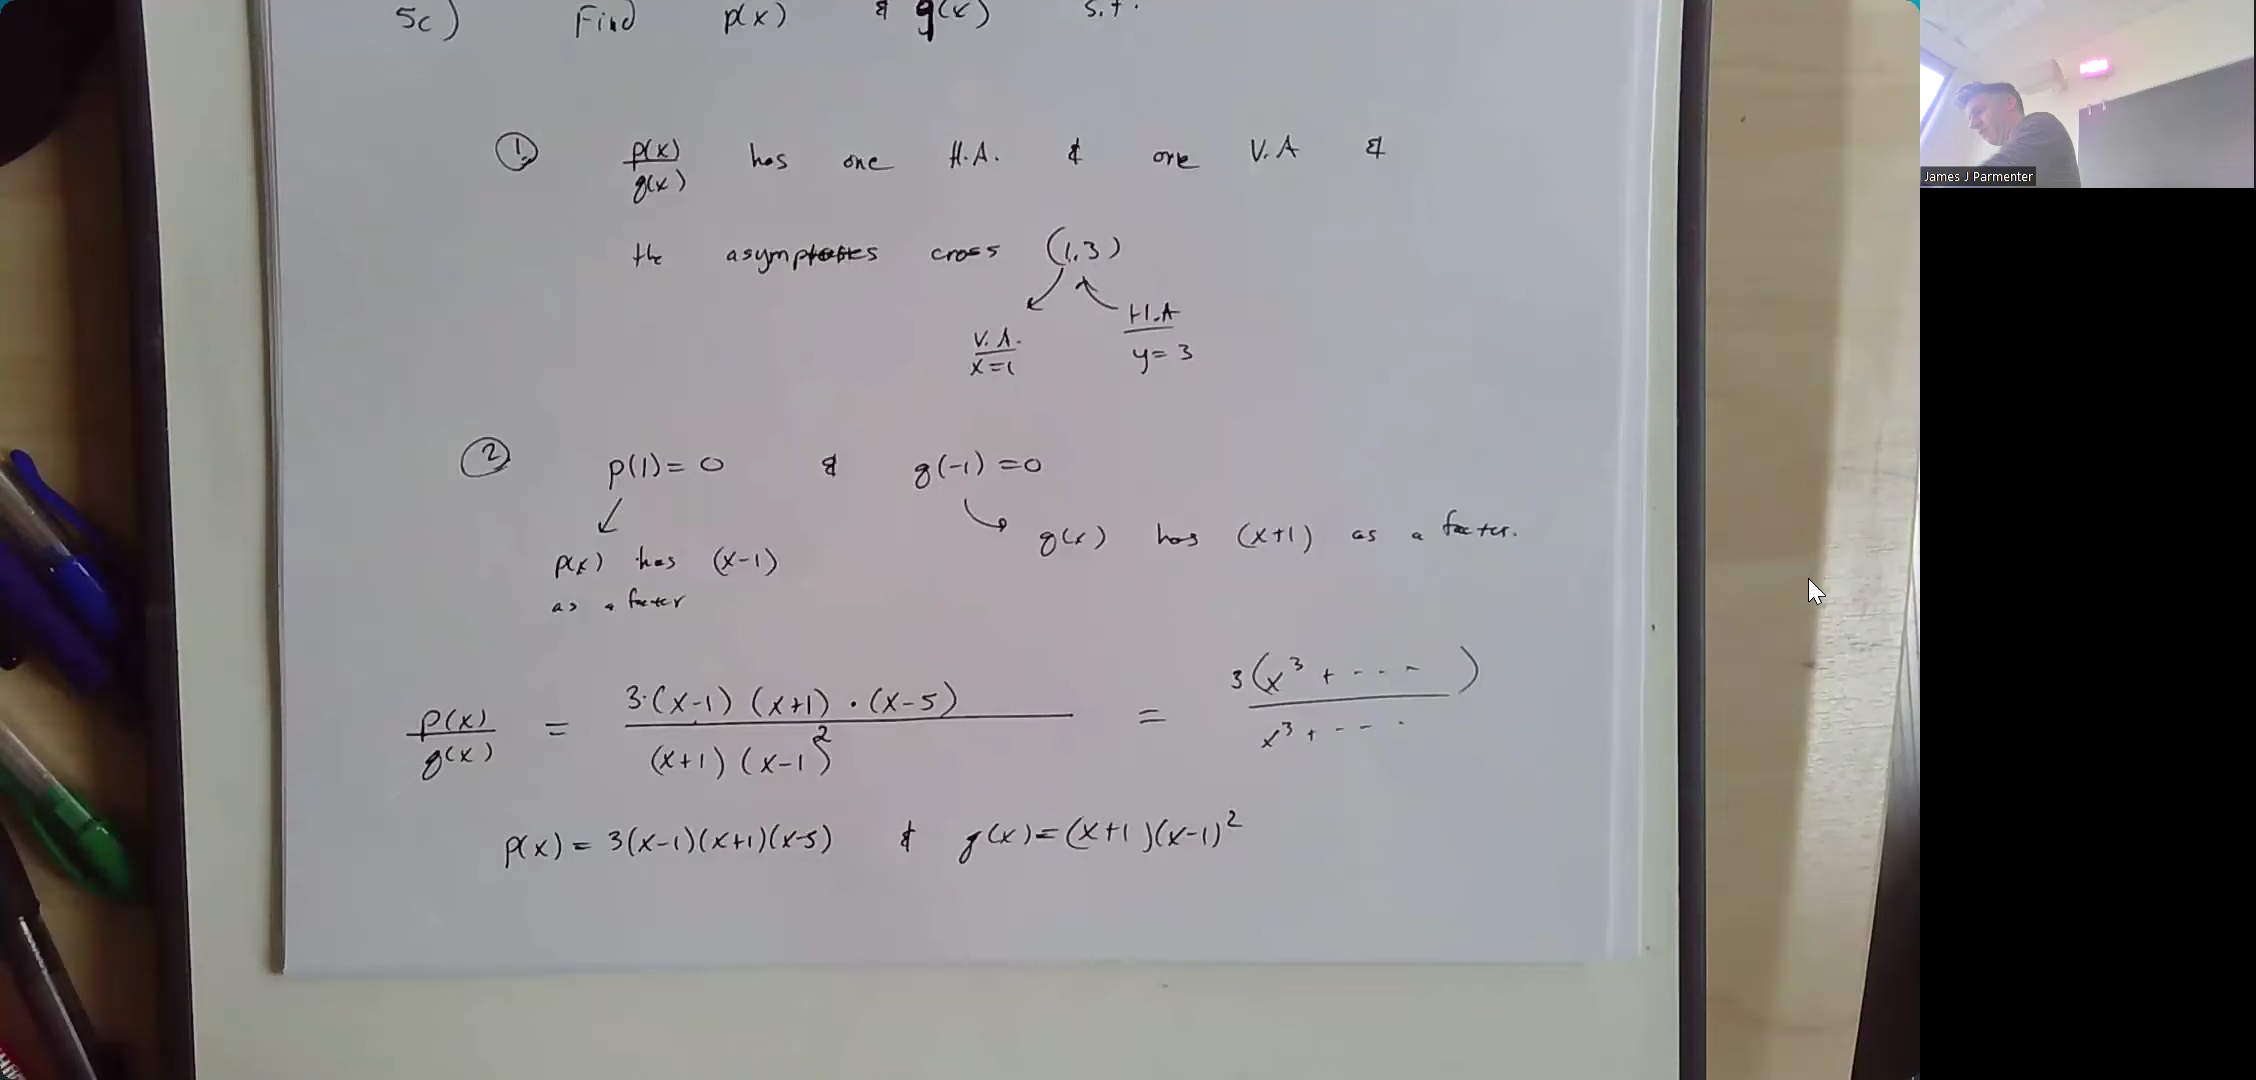 5c) Find p(x) & g(x) s.t.
① p(x)/g(x) has one H.A. & one V.A &
the asymptotes cross (1,3)
V.A. x=1
H.A y=3
② p(1)=0 & g(-1)=0
p(x) has (x-1) as a factor
g(x) has (x+1) as a factor.
p(x)/g(x) = 3·(x-1)(x+1)·(x-5) / (x+1)(x-1)² = 3(x³+---) / x³+---
p(x)=3(x-1)(x+1)(x-5) & g(x)=(x+1)(x-1)²
James J Parmenter